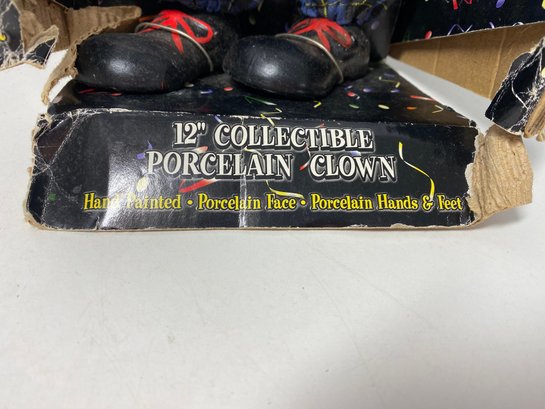 12" COLLECTIBLE
PORCELAIN CLOWN
Hand Painted • Porcelain Face • Porcelain Hands & Feet